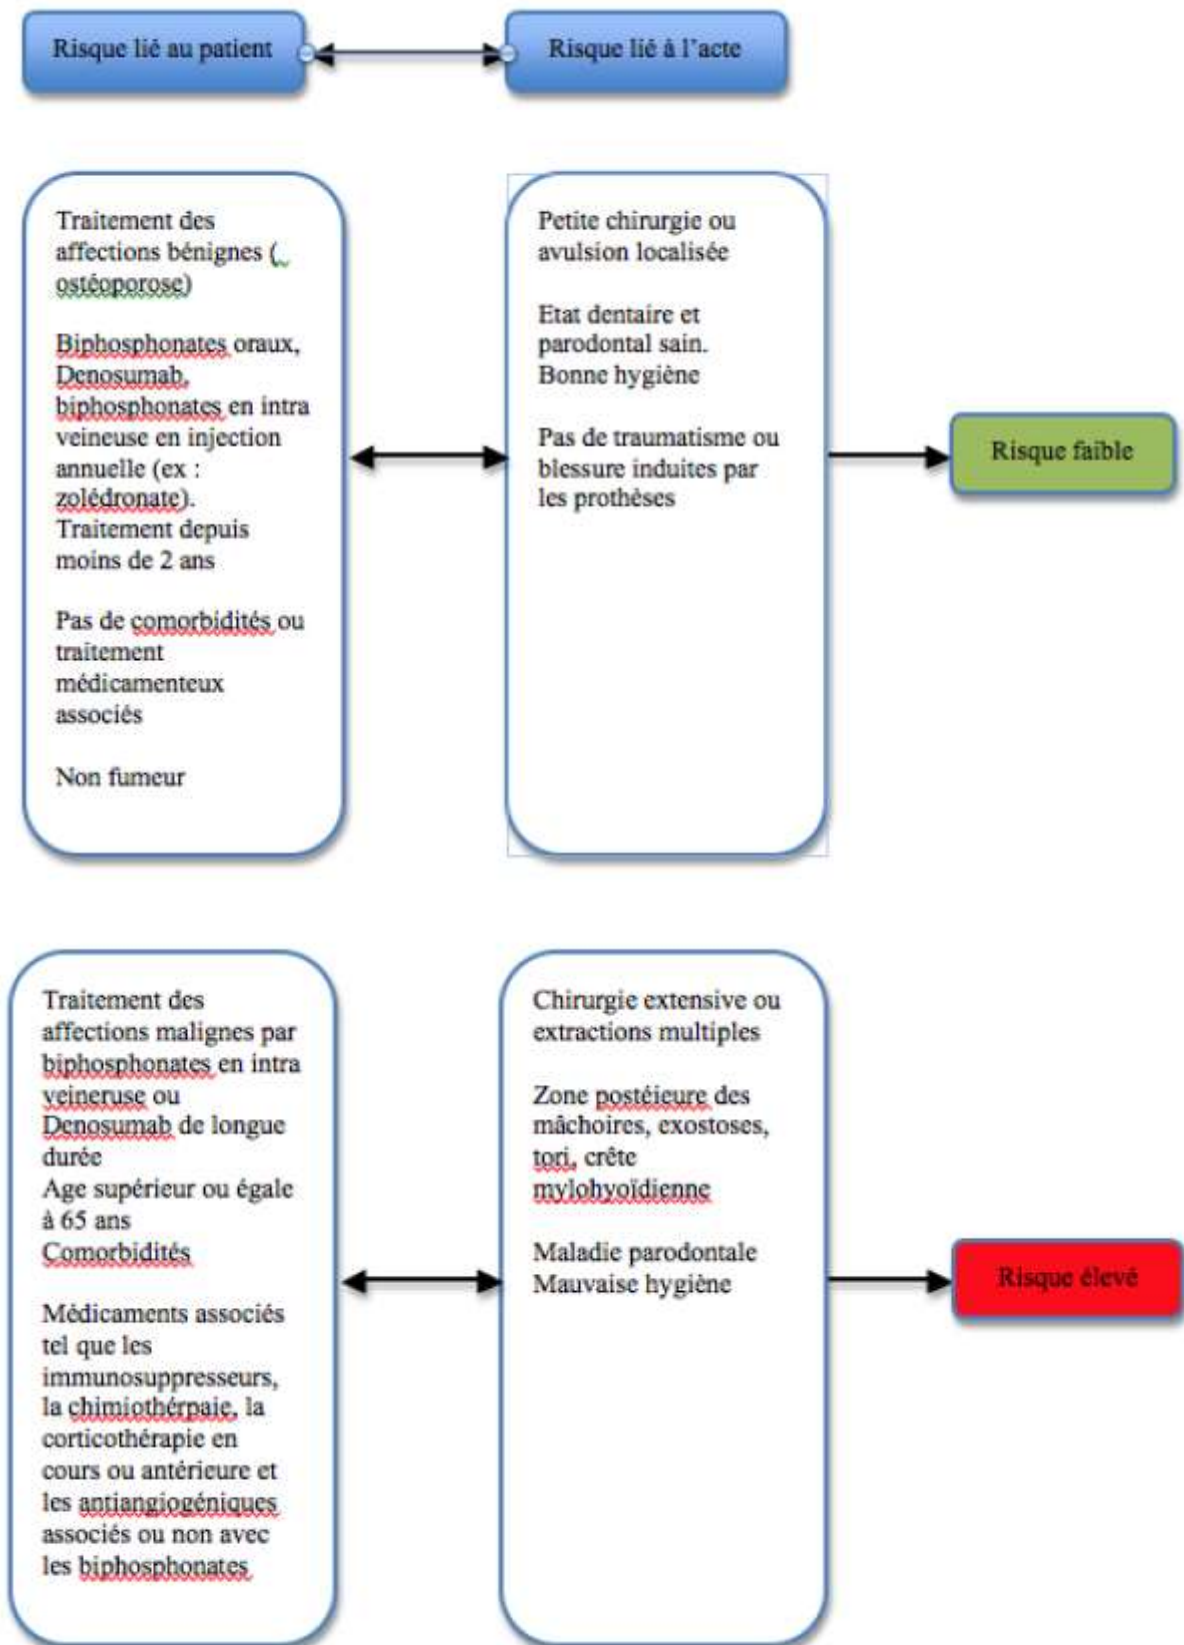 Risque lié au patient
Risque lié à l'acte
Traitement des
affections bénignes (
ostéoporose)
Biphosphonates oraux,
Denosumab,
biphosphonates en intra
veineuse en injection
annuelle (ex :
zolédronate).
Traitement depuis
moins de 2 ans
Pas de comorbidités ou
traitement
médicamenteux
associés
Non fumeur
Petite chirurgie ou
avulsion localisée
Etat dentaire et
parodontal sain.
Bonne hygiène
Pas de traumatisme ou
blessure induites par
les prothèses
Risque faible
Traitement des
affections malignes par
biphosphonates en intra
veineruse ou
Denosumab de longue
durée
Age supérieur ou égale
à 65 ans
Comorbidités
Médicaments associés
tel que les
immunosuppresseurs,
la chimiothérpaie, la
corticothérapie en
cours ou antérieure et
les antiangiogéniques
associés ou non avec
les biphosphonates
Chirurgie extensive ou
extractions multiples
Zone postéieure des
mâchoires, exostoses,
tori, crête
mylohyoïdienne
Maladie parodontale
Mauvaise hygiène
Risque élevé